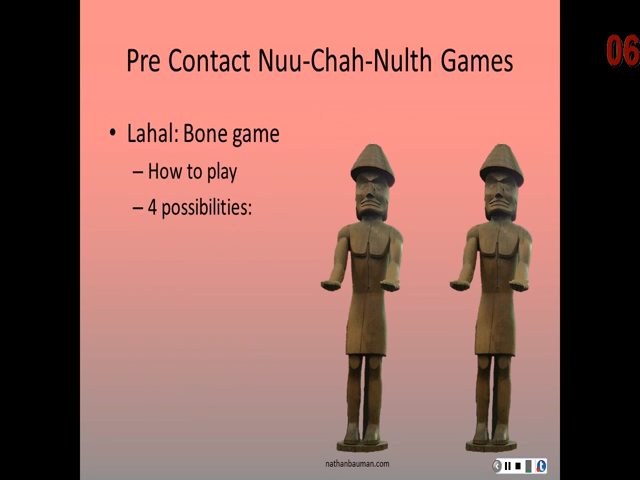 Pre Contact Nuu-Chah-Nulth Games
06
• Lahal: Bone game
– How to play
– 4 possibilities:
nathanbauman.com